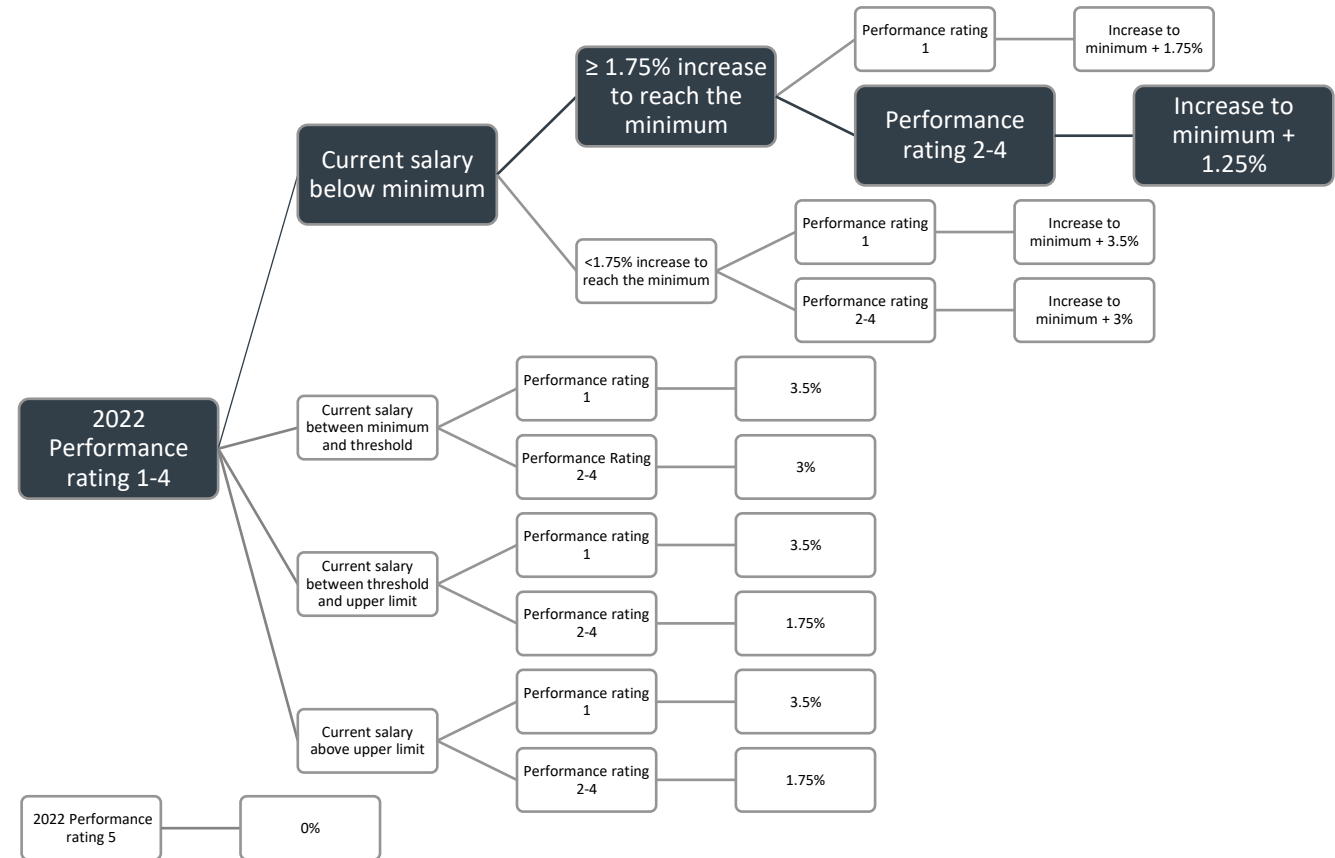 Performance rating
1
Increase to
minimum + 1.75%
≥ 1.75% increase
to reach the
minimum
Performance
rating 2-4
Increase to
minimum +
1.25%
Current salary
below minimum
Performance rating
1
Increase to
minimum + 3.5%
<1.75% increase to
reach the minimum
Performance rating
2-4
Increase to
minimum + 3%
2022
Performance
rating 1-4
Current salary
between minimum
and threshold
Performance rating
1
3.5%
Performance Rating
2-4
3%
Current salary
between threshold
and upper limit
Performance rating
1
3.5%
Performance rating
2-4
1.75%
Current salary
above upper limit
Performance rating
1
3.5%
Performance rating
2-4
1.75%
2022 Performance
rating 5
0%